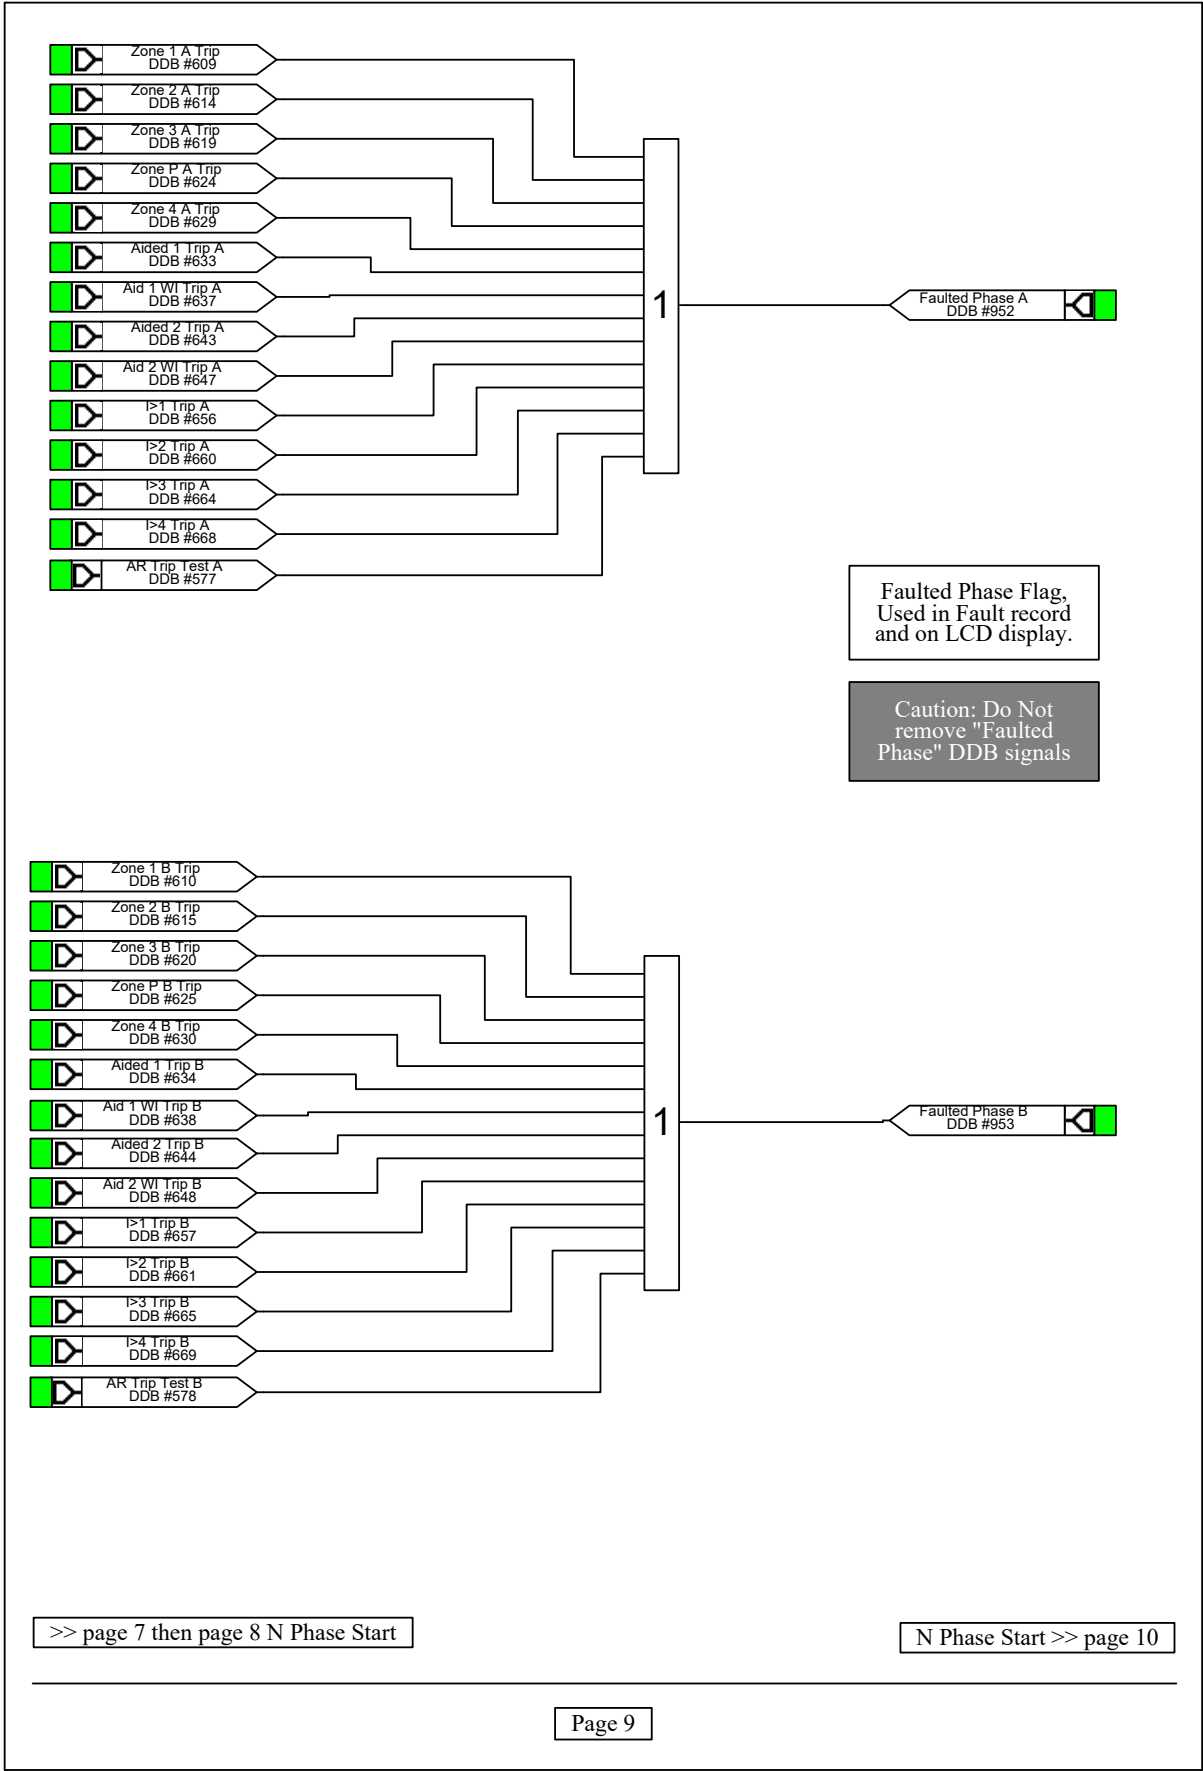 Zone 1 A Trip
DDB #609
Zone 2 A Trip
DDB #614
Zone 3 A Trip
DDB #619
Zone P A Trip
DDB #624
Zone 4 A Trip
DDB #629
Aided 1 Trip A
DDB #633
Aid 1 WI Trip A
DDB #637
Aided 2 Trip A
DDB #643
Aid 2 WI Trip A
DDB #647
I>1 Trip A
DDB #656
I>2 Trip A
DDB #660
I>3 Trip A
DDB #664
I>4 Trip A
DDB #668
AR Trip Test A
DDB #577
1
Faulted Phase A
DDB #952
Faulted Phase Flag,
Used in Fault record
and on LCD display.
Caution: Do Not
remove "Faulted
Phase" DDB signals
Zone 1 B Trip
DDB #610
Zone 2 B Trip
DDB #615
Zone 3 B Trip
DDB #620
Zone P B Trip
DDB #625
Zone 4 B Trip
DDB #630
Aided 1 Trip B
DDB #634
Aid 1 WI Trip B
DDB #638
Aided 2 Trip B
DDB #644
Aid 2 WI Trip B
DDB #648
I>1 Trip B
DDB #657
I>2 Trip B
DDB #661
I>3 Trip B
DDB #665
I>4 Trip B
DDB #669
AR Trip Test B
DDB #578
1
Faulted Phase B
DDB #953
>> page 7 then page 8 N Phase Start
N Phase Start >> page 10
Page 9